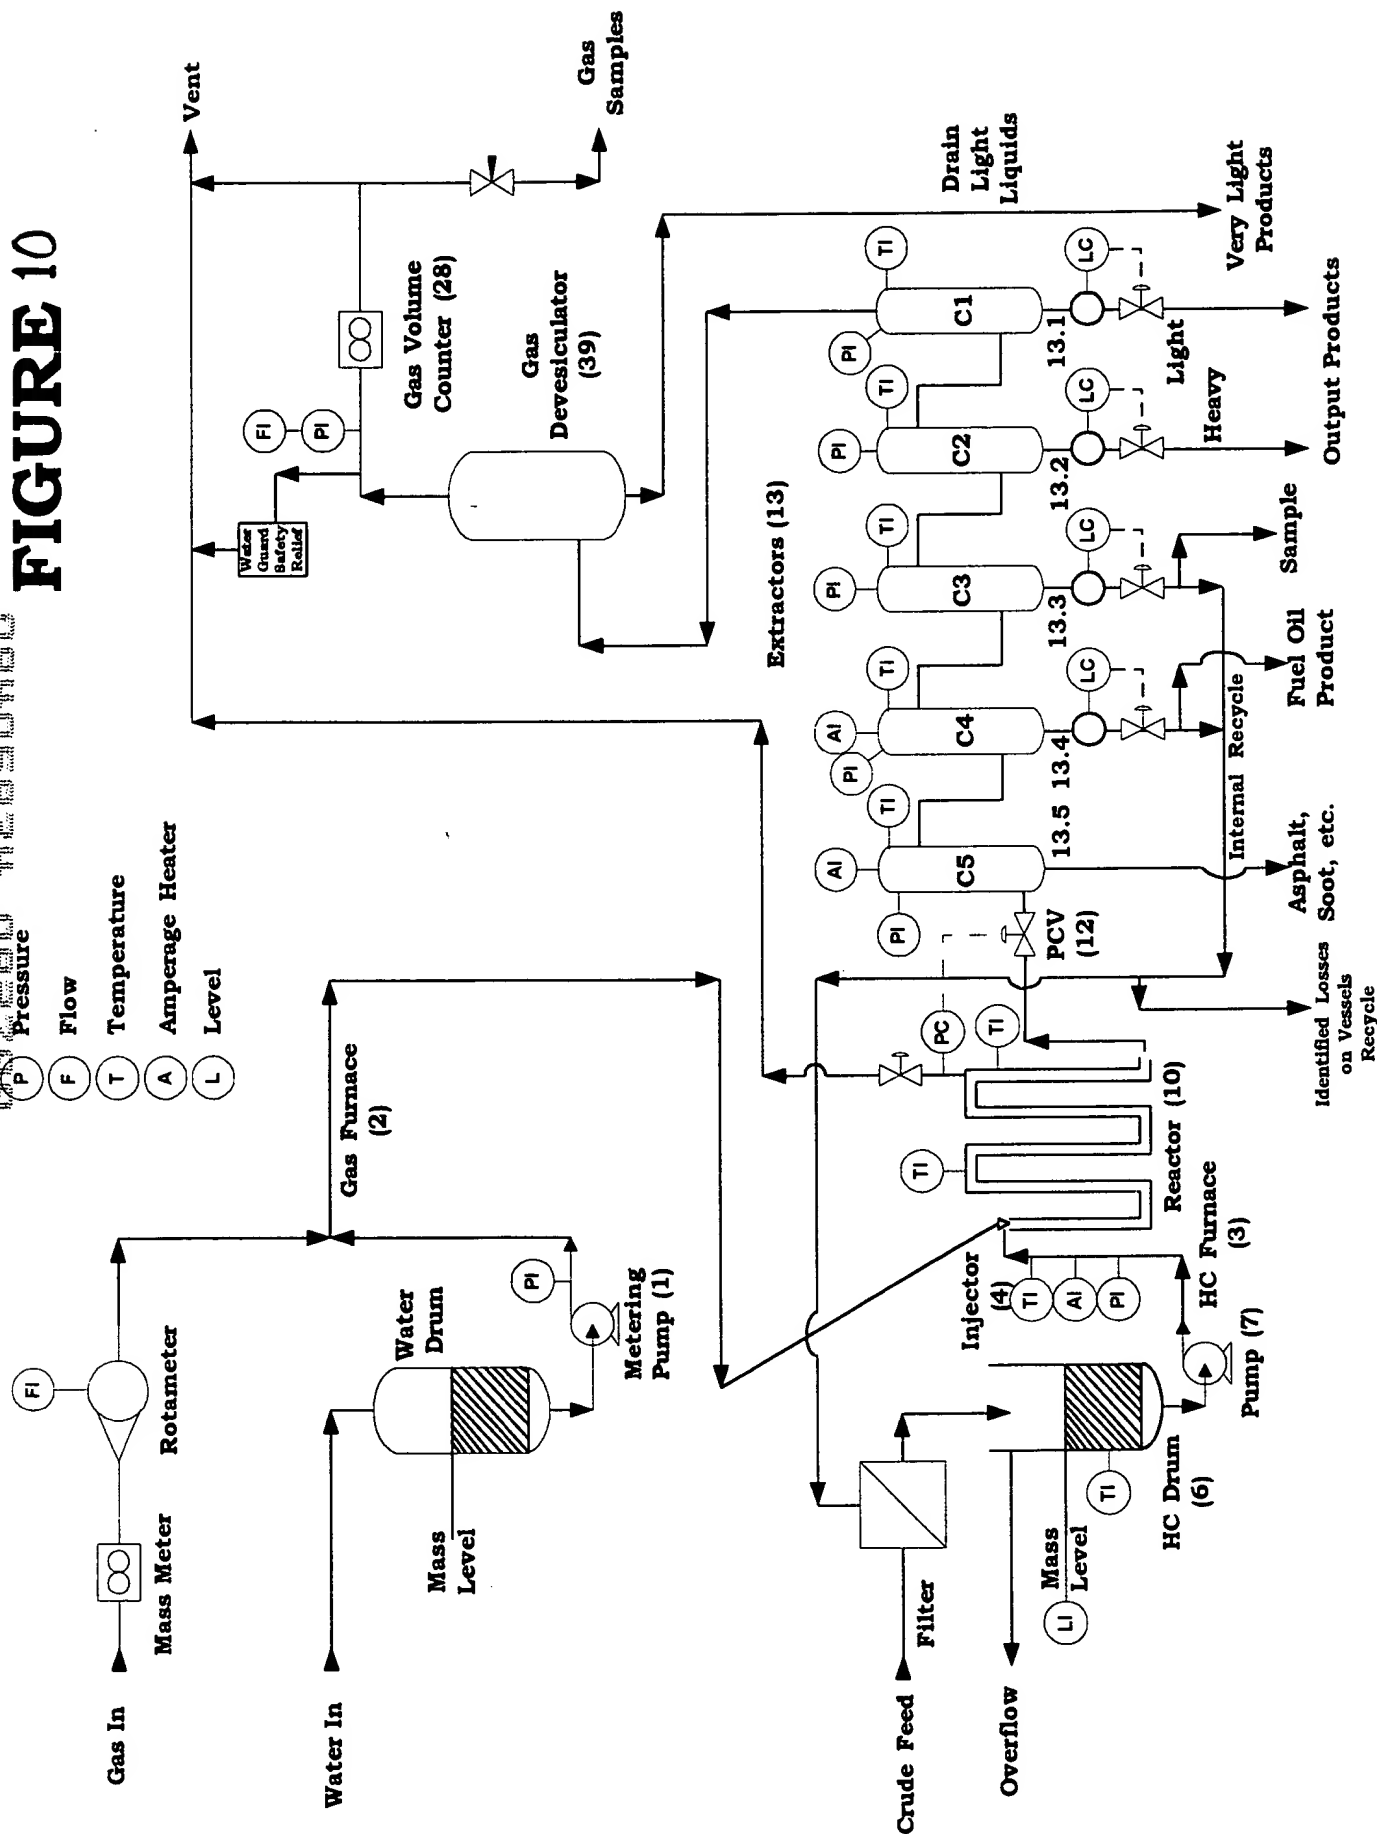 FIGURE 10
P Pressure
F Flow
T Temperature
A Amperage Heater
L Level
Gas In
Mass Meter
Rotameter
FI
Water In
Mass
Level
Water
Drum
PI
Metering
Pump (1)
Gas Furnace
(2)
Vent
Water
Guard
Safety
Relief
FI
PI
Gas Volume
Counter (28)
Gas
Samples
Gas
Devesiculator
(39)
Drain
Light
Liquids
Very Light
Products
Crude Feed
Filter
Overflow
LI
Mass
Level
TI
HC Drum
(6)
Pump (7)
HC Furnace
(3)
Injector
(4)
TI
AI
PI
Reactor (10)
TI
TI
PC
PCV
(12)
Extractors (13)
PI
AI
TI
C5
13.5
PI
AI
TI
C4
13.4
LC
PI
TI
C3
13.3
LC
PI
TI
C2
13.2
LC
PI
TI
C1
13.1
LC
Light
Heavy
Output Products
Sample
Fuel Oil
Product
Internal Recycle
Asphalt,
Soot, etc.
Identified Losses
on Vessels
Recycle